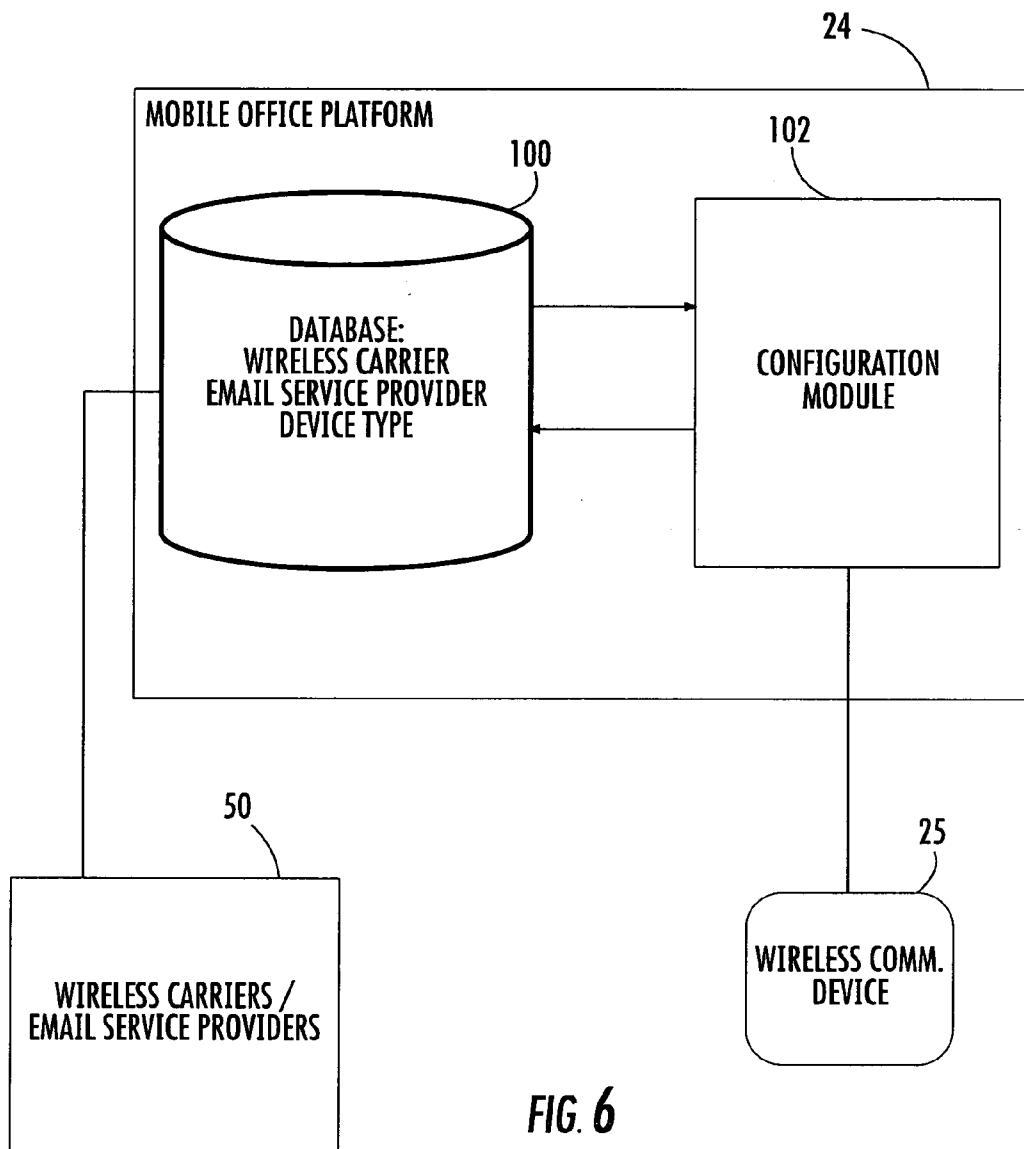 24
MOBILE OFFICE PLATFORM
100
102
DATABASE:
WIRELESS CARRIER
EMAIL SERVICE PROVIDER
DEVICE TYPE
CONFIGURATION
MODULE
50
25
WIRELESS CARRIERS /
EMAIL SERVICE PROVIDERS
WIRELESS COMM.
DEVICE
FIG. 6